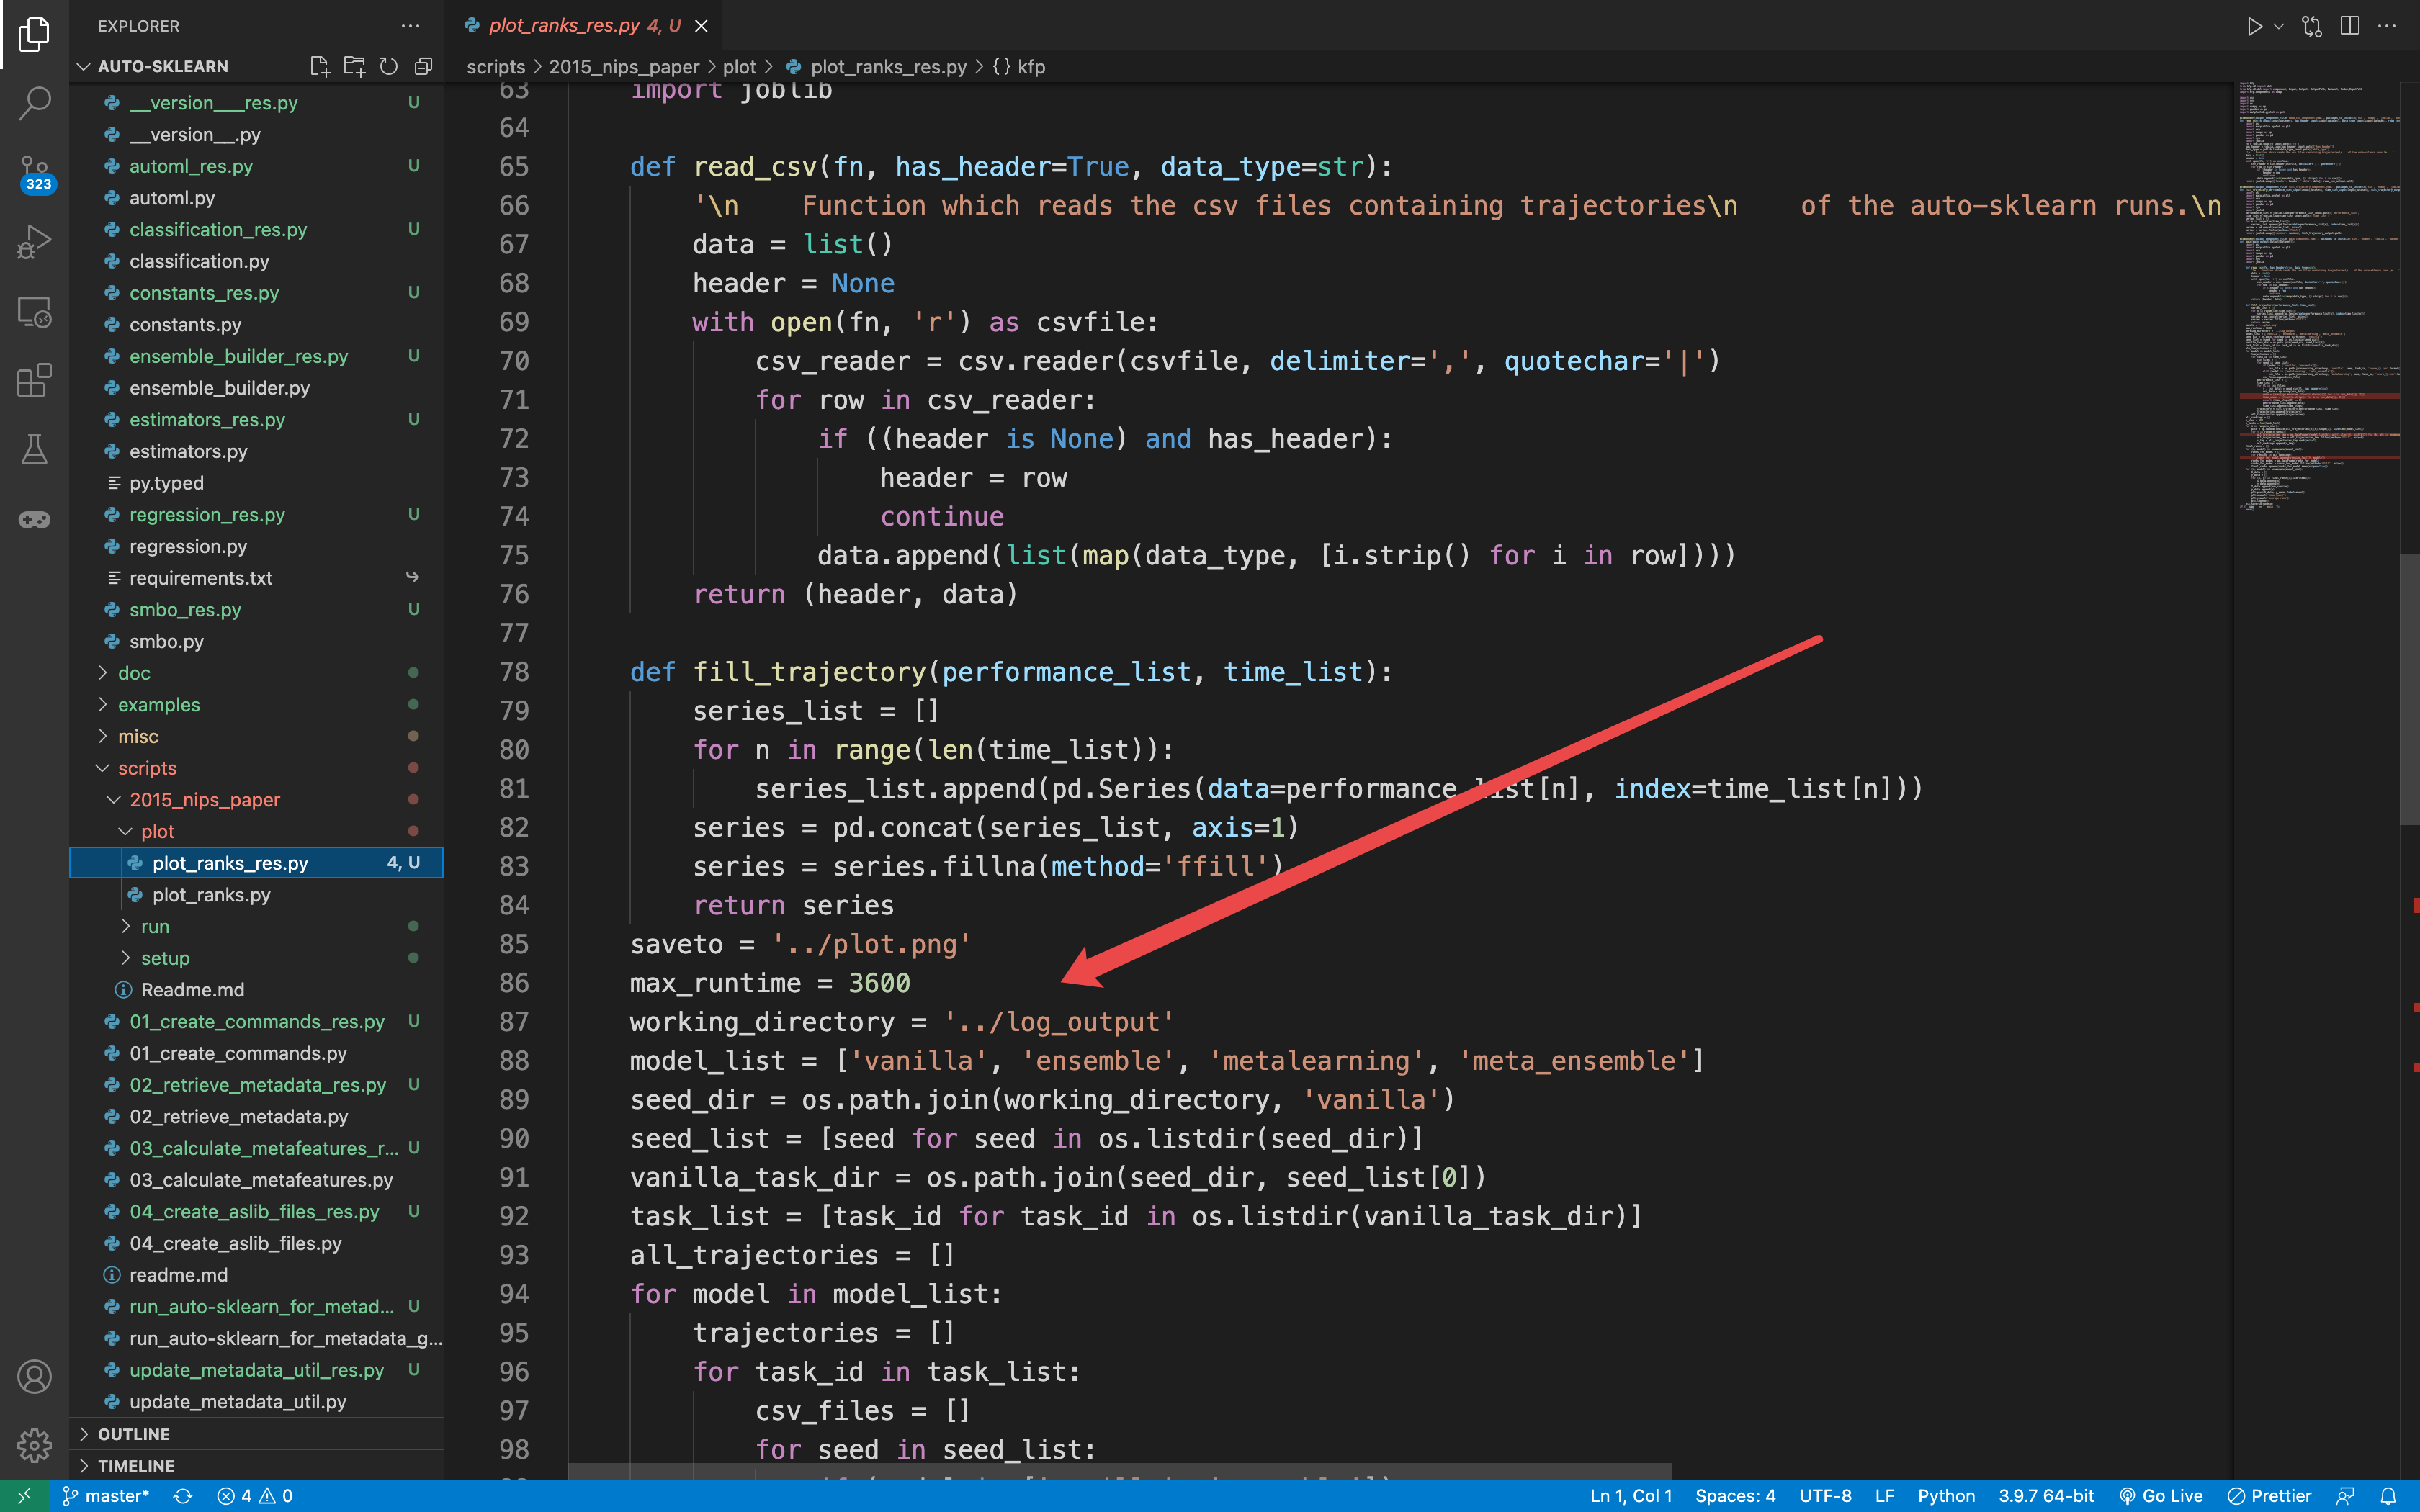 EXPLORER
AUTO-SKLEARN
__version___res.py U
__version__.py
automl_res.py U
automl.py
classification_res.py U
classification.py
constants_res.py U
constants.py
ensemble_builder_res.py U
ensemble_builder.py
estimators_res.py U
estimators.py
py.typed
regression_res.py U
regression.py
requirements.txt
smbo_res.py U
smbo.py
doc
examples
misc
scripts
2015_nips_paper
plot
plot_ranks_res.py 4, U
plot_ranks.py
run
setup
Readme.md
01_create_commands_res.py U
01_create_commands.py
02_retrieve_metadata_res.py U
02_retrieve_metadata.py
03_calculate_metafeatures_r... U
03_calculate_metafeatures.py
04_create_aslib_files_res.py U
04_create_aslib_files.py
readme.md
run_auto-sklearn_for_metad... U
run_auto-sklearn_for_metadata_g...
update_metadata_util_res.py U
update_metadata_util.py
OUTLINE
TIMELINE
323
plot_ranks_res.py 4, U
scripts > 2015_nips_paper > plot > plot_ranks_res.py > {} kfp
63 import joblib
64
65 def read_csv(fn, has_header=True, data_type=str):
66 '\n    Function which reads the csv files containing trajectories\n    of the auto-sklearn runs.\n
67 data = list()
68 header = None
69 with open(fn, 'r') as csvfile:
70 csv_reader = csv.reader(csvfile, delimiter=',', quotechar='|')
71 for row in csv_reader:
72 if ((header is None) and has_header):
73 header = row
74 continue
75 data.append(list(map(data_type, [i.strip() for i in row])))
76 return (header, data)
77
78 def fill_trajectory(performance_list, time_list):
79 series_list = []
80 for n in range(len(time_list)):
81 series_list.append(pd.Series(data=performance_list[n], index=time_list[n]))
82 series = pd.concat(series_list, axis=1)
83 series = series.fillna(method='ffill')
84 return series
85 saveto = '../plot.png'
86 max_runtime = 3600
87 working_directory = '../log_output'
88 model_list = ['vanilla', 'ensemble', 'metalearning', 'meta_ensemble']
89 seed_dir = os.path.join(working_directory, 'vanilla')
90 seed_list = [seed for seed in os.listdir(seed_dir)]
91 vanilla_task_dir = os.path.join(seed_dir, seed_list[0])
92 task_list = [task_id for task_id in os.listdir(vanilla_task_dir)]
93 all_trajectories = []
94 for model in model_list:
95 trajectories = []
96 for task_id in task_list:
97 csv_files = []
98 for seed in seed_list:
master* 4 0
Ln 1, Col 1 Spaces: 4 UTF-8 LF Python 3.9.7 64-bit Go Live Prettier